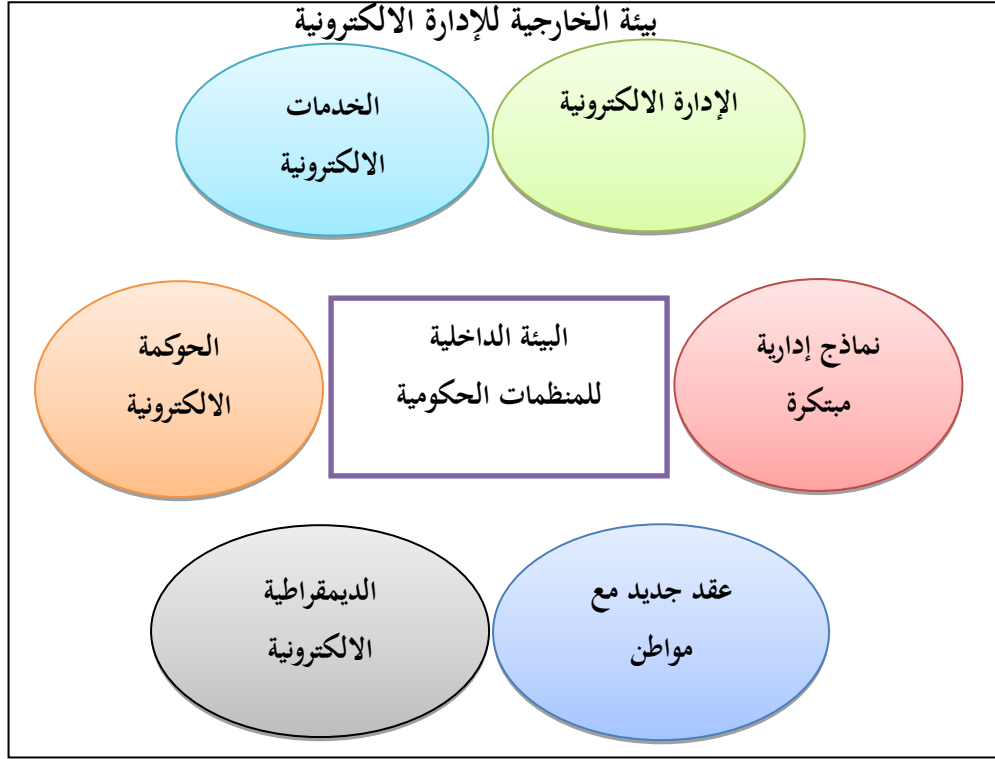 بيئة الخارجية للإدارة الالكترونية
الإدارة الالكترونية
الخدمات
الالكترونية
نماذج إدارية
مبتكرة
البيئة الداخلية
للمنظمات الحكومية
الحوكمة
الالكترونية
عقد جديد مع
مواطن
الديمقراطية
الالكترونية